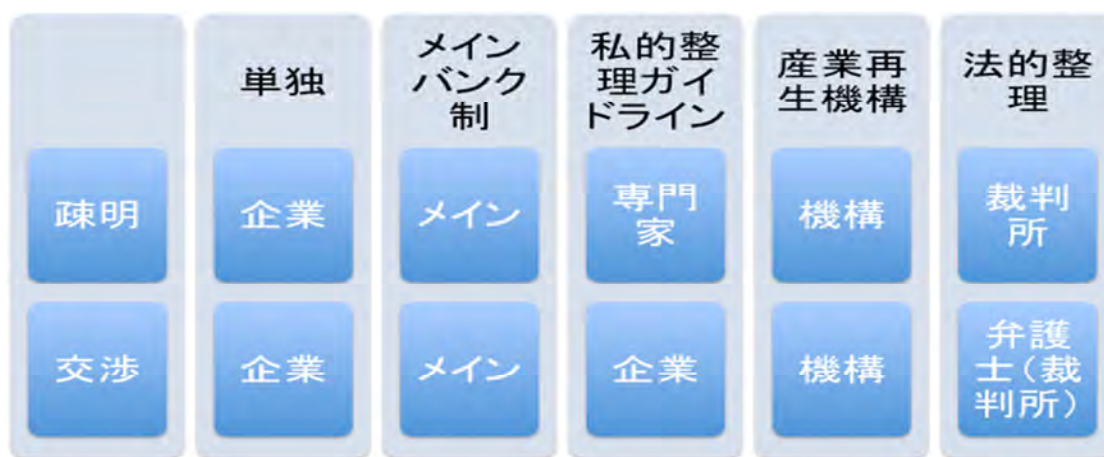 単独
メイン
バンク
制
私的整
理ガイ
ドライン
産業再
生機構
法的整
理
疎明
企業
メイン
専門
家
機構
裁判
所
交渉
企業
メイン
企業
機構
弁護
士(裁
判所)